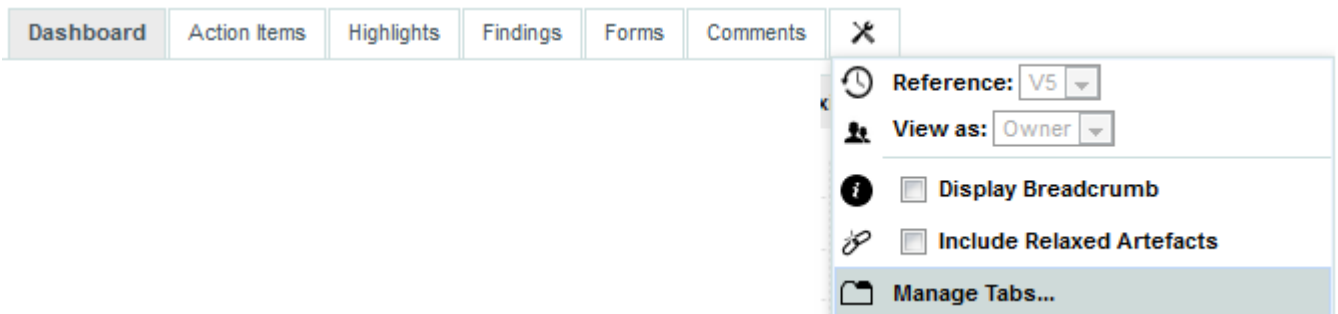 Dashboard Action Items Highlights Findings Forms Comments
x
Reference: V5
View as: Owner
Display Breadcrumb
Include Relaxed Artefacts
Manage Tabs...